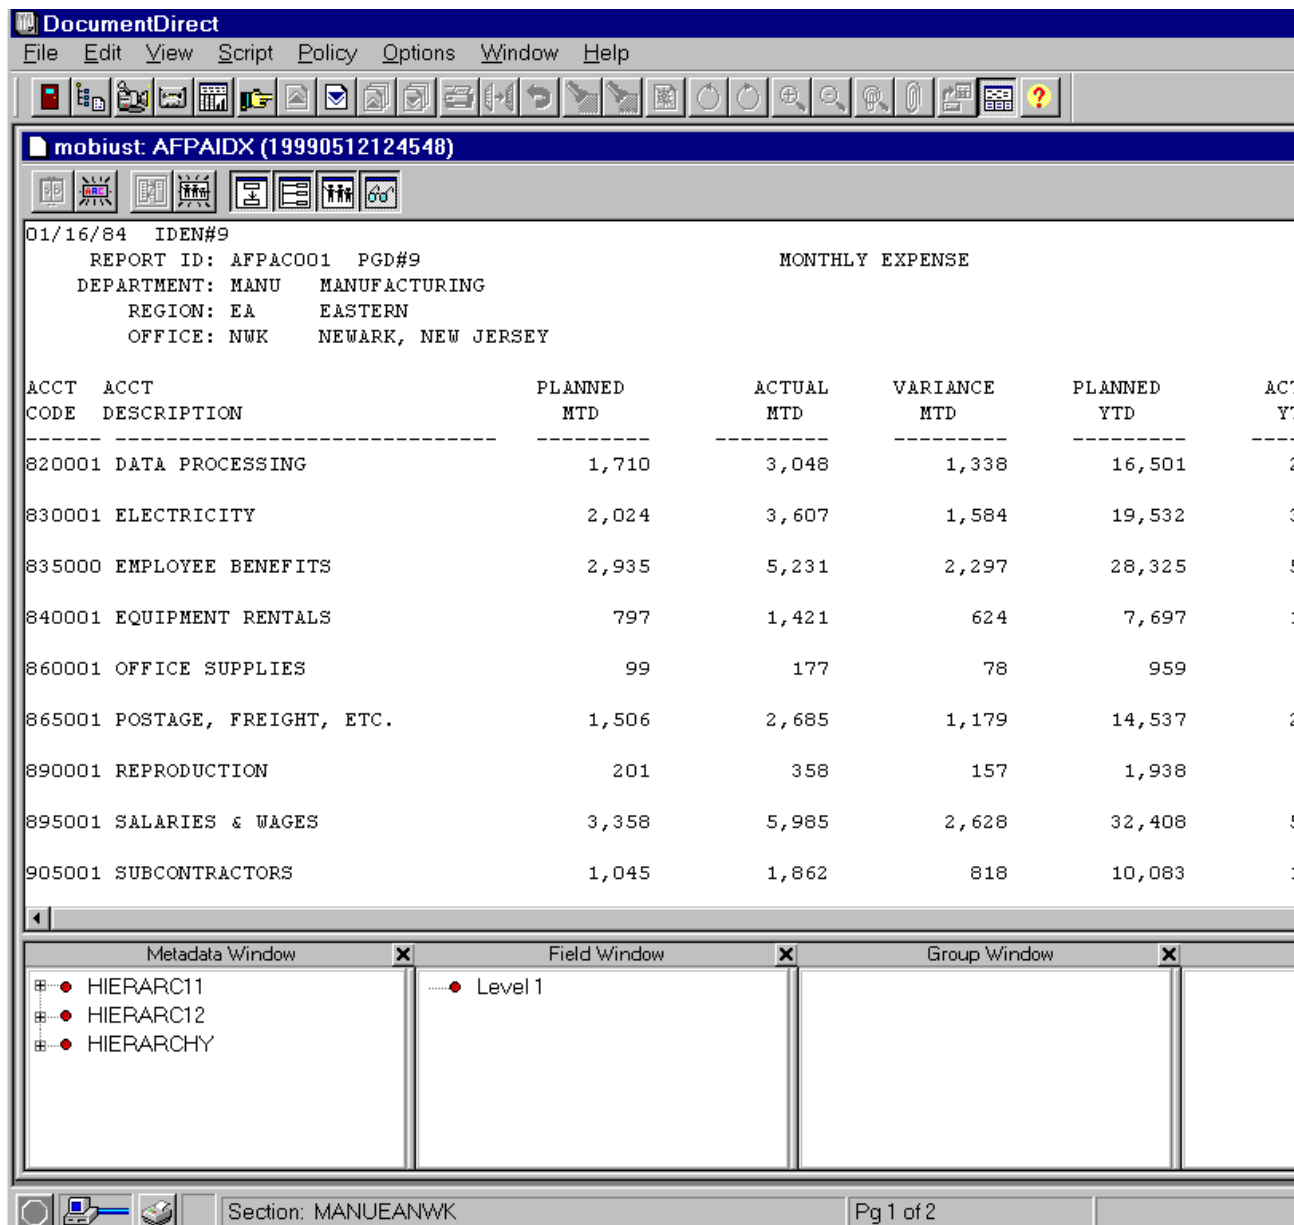 DocumentDirect
File Edit View Script Policy Options Window Help
mobiust: AFPAIDX (19990512124548)
01/16/84 IDEN#9
REPORT ID: AFPAC001 PGD#9 MONTHLY EXPENSE
DEPARTMENT: MANU MANUFACTURING
REGION: EA EASTERN
OFFICE: NWK NEWARK, NEW JERSEY
ACCT ACCT PLANNED ACTUAL VARIANCE PLANNED
CODE DESCRIPTION MTD MTD MTD YTD
820001 DATA PROCESSING 1,710 3,048 1,338 16,501
830001 ELECTRICITY 2,024 3,607 1,584 19,532
835000 EMPLOYEE BENEFITS 2,935 5,231 2,297 28,325
840001 EQUIPMENT RENTALS 797 1,421 624 7,697
860001 OFFICE SUPPLIES 99 177 78 959
865001 POSTAGE, FREIGHT, ETC. 1,506 2,685 1,179 14,537
890001 REPRODUCTION 201 358 157 1,938
895001 SALARIES & WAGES 3,358 5,985 2,628 32,408
905001 SUBCONTRACTORS 1,045 1,862 818 10,083
Metadata Window Field Window Group Window
HIERARC11 Level 1
HIERARC12
HIERARCHY
Section: MANUEANWK Pg 1 of 2